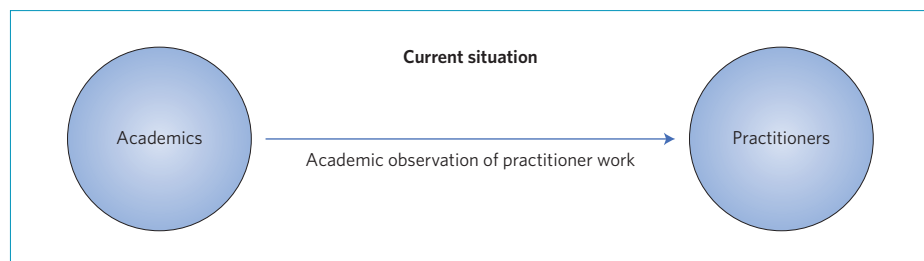 Current situation
Academics
Practitioners
Academic observation of practitioner work